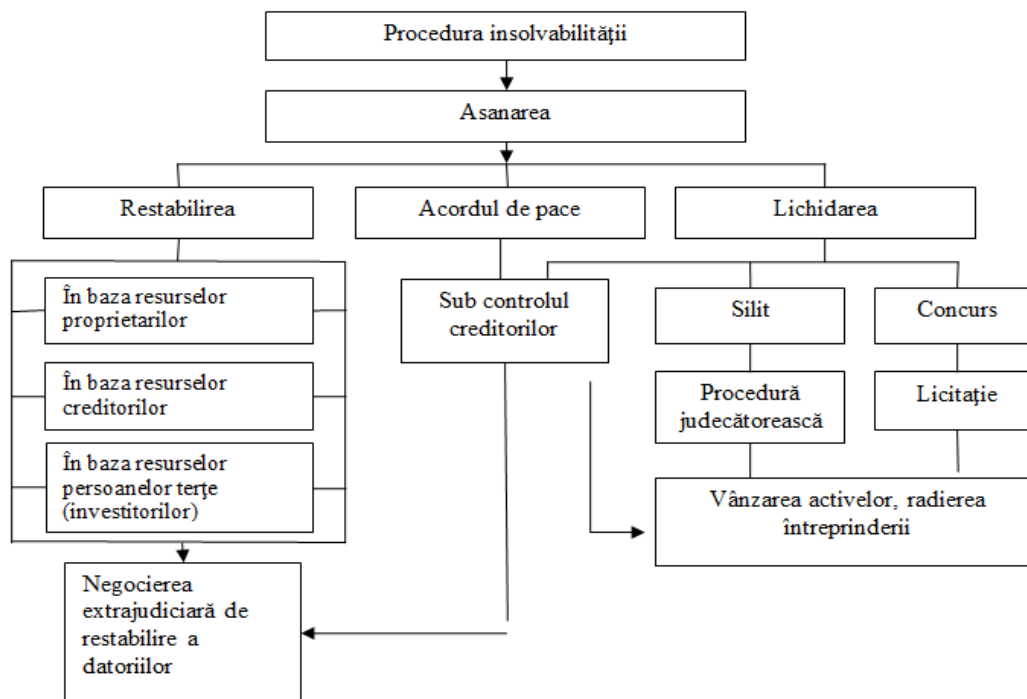 Procedura insolvabilităţii
Asanarea
Restabilirea
Acordul de pace
Lichidarea
În baza resurselor
proprietarilor
În baza resurselor
creditorilor
În baza resurselor
persoanelor terţe
(investitorilor)
Sub controlul
creditorilor
Silit
Concurs
Procedură
judecătorească
Licitaţie
Vânzarea activelor, radierea
întreprinderii
Negocierea
extrajudiciară de
restabilire a
datoriilor